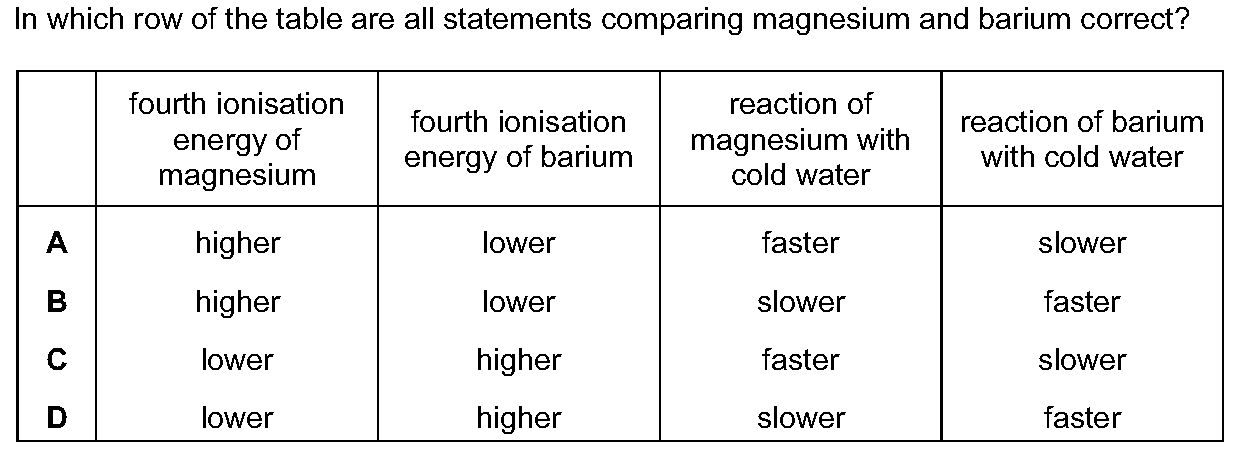 In which row of the table are all statements comparing magnesium and barium correct?
fourth ionisation energy of magnesium
fourth ionisation energy of barium
reaction of magnesium with cold water
reaction of barium with cold water
A higher lower faster slower
B higher lower slower faster
C lower higher faster slower
D lower higher slower faster